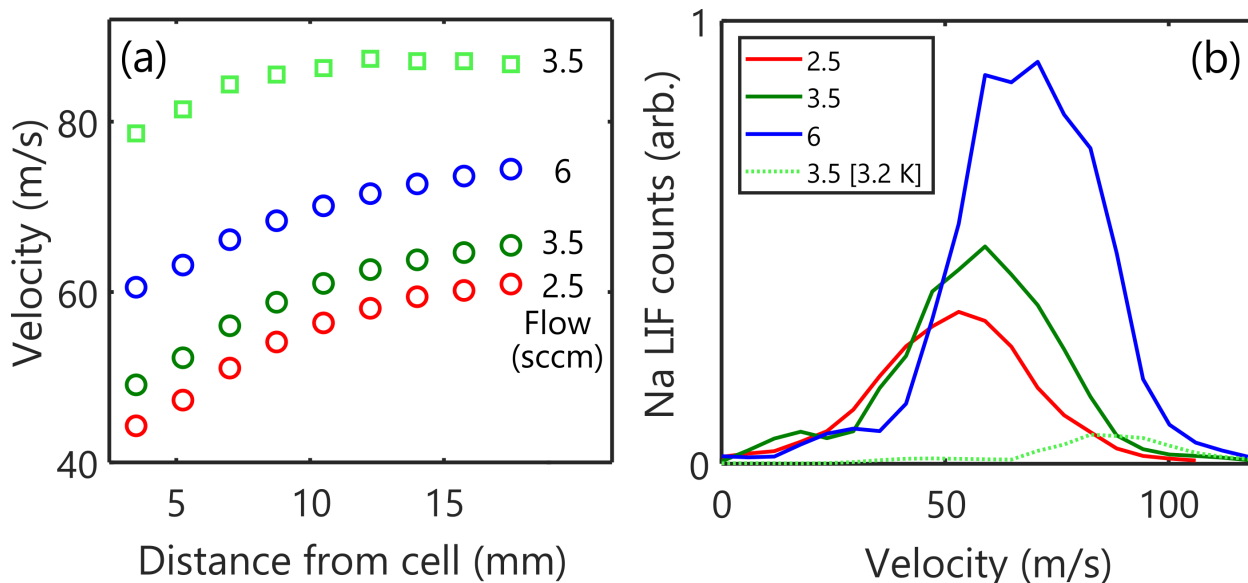 (a)
3.5
6
3.5
2.5
Flow
(sccm)
80
60
40
5
10
15
Velocity (m/s)
Distance from cell (mm)
(b)
1
0
2.5
3.5
6
3.5 [3.2 K]
0
50
100
Na LIF counts (arb.)
Velocity (m/s)